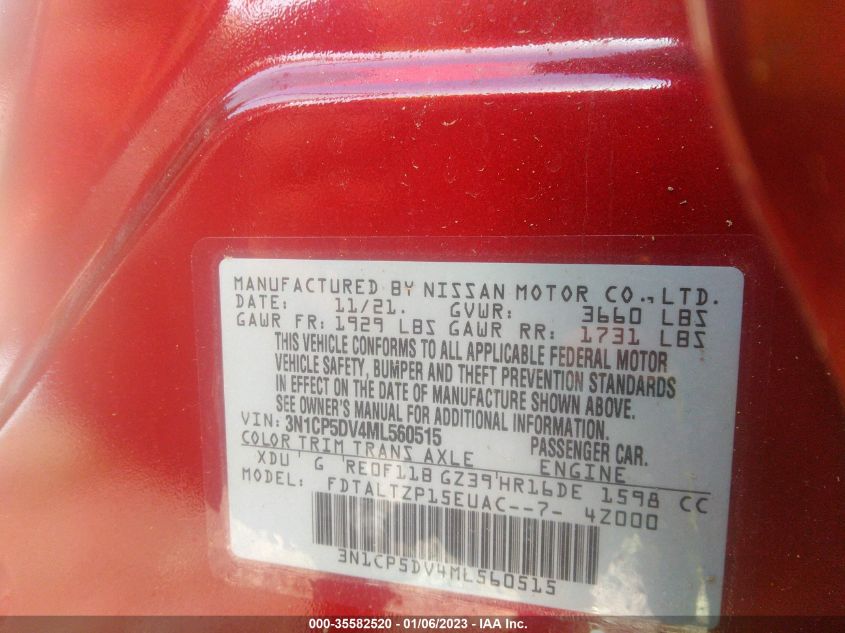 MANUFACTURED BY NISSAN MOTOR CO., LTD.
DATE: 11/21. GVWR: 3660 LBS
GAWR FR: 1929 LBS GAWR RR: 1731 LBS
THIS VEHICLE CONFORMS TO ALL APPLICABLE FEDERAL MOTOR
VEHICLE SAFETY, BUMPER AND THEFT PREVENTION STANDARDS
IN EFFECT ON THE DATE OF MANUFACTURE SHOWN ABOVE.
SEE OWNER'S MANUAL FOR ADDITIONAL INFORMATION.
VIN: 3N1CP5DV4ML560515 PASSENGER CAR.
COLOR TRIM TRANS AXLE ENGINE
XDU ' G ' RE0F11B GZ39'HR16DE 1598 CC
MODEL: FDTALTZP15EUAC--7- 4Z000
3N1CP5DV4ML560515
000-35582520 - 01/06/2023 - IAA Inc.